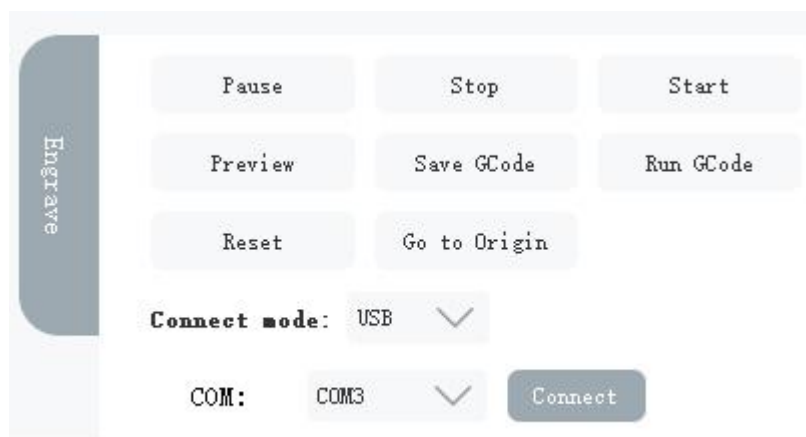 Engrave
Pause Stop Start
Preview Save GCode Run GCode
Reset Go to Origin
Connect mode: USB
COM: COM3 Connect